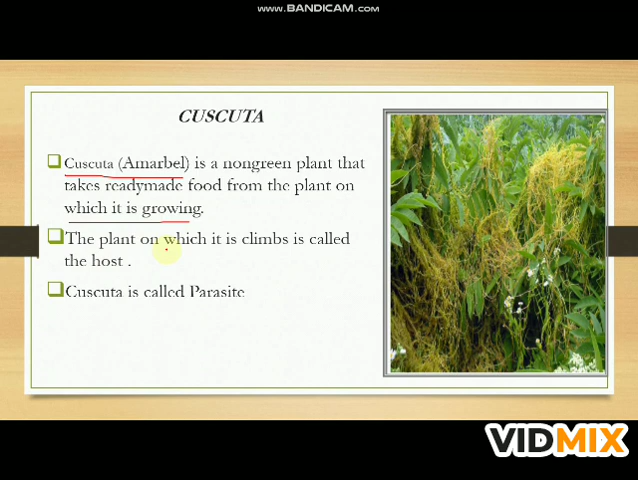 www.BANDICAM.com
CUSCUTA
Cuscuta (Amarbel) is a nongreen plant that
takes readymade food from the plant on
which it is growing.
The plant on which it is climbs is called
the host .
Cuscuta is called Parasite
VIDMIX